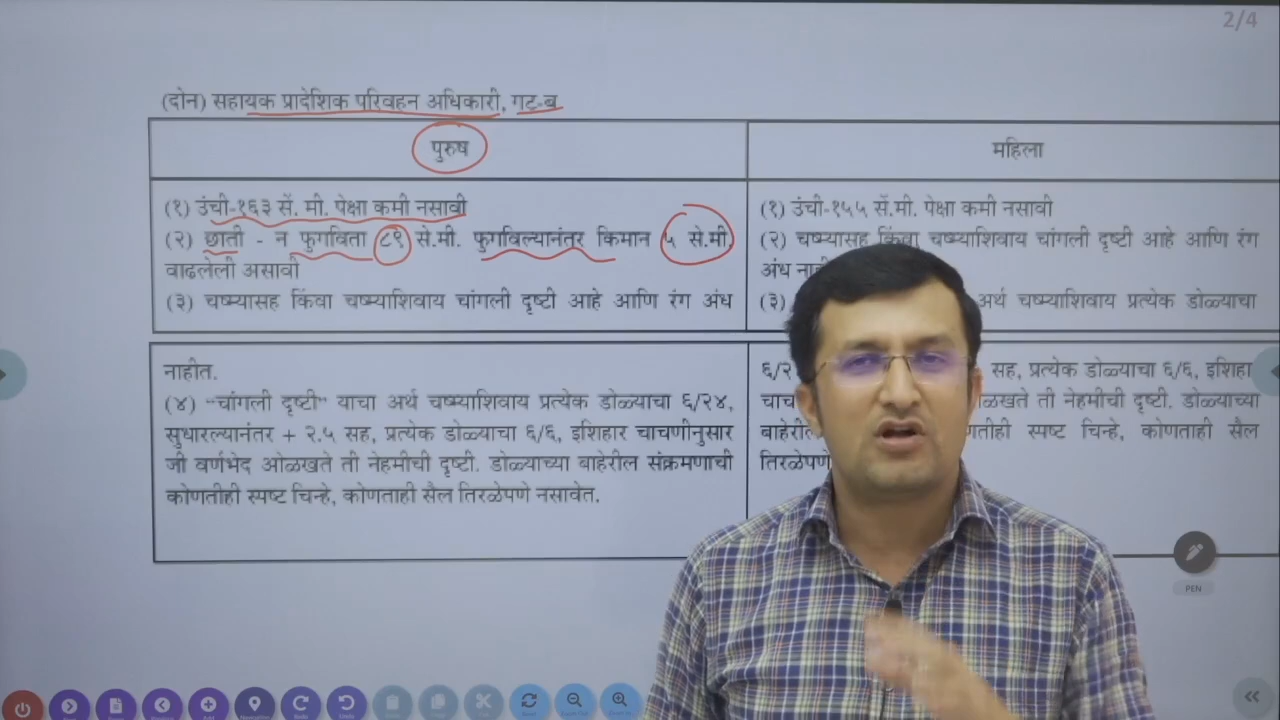 2/4
(दोन) सहायक प्रादेशिक परिवहन अधिकारी, गट-ब
पुरुष
महिला
(१) उंची-१६३ सें. मी. पेक्षा कमी नसावी
(२) छाती - न फुगविता ८९ से.मी. फुगविल्यानंतर किमान ५ से.मी.
वाढलेली असावी
(३) चष्म्यासह किंवा चष्म्याशिवाय चांगली दृष्टी आहे आणि रंग अंध
(१) उंची-१५५ सें.मी. पेक्षा कमी नसावी
(२) चष्म्यासह किंवा चष्म्याशिवाय चांगली दृष्टी आहे आणि रंग
अंध
(३) अर्थ चष्म्याशिवाय प्रत्येक डोळ्याचा
नाहीत.
(४) "चांगली दृष्टी" याचा अर्थ चष्म्याशिवाय प्रत्येक डोळ्याचा ६/२४,
सुधारल्यानंतर + २.५ सह, प्रत्येक डोळ्याचा ६/६, इशिहार चाचणीनुसार
जी वर्णभेद ओळखते ती नेहमीची दृष्टी. डोळ्याच्या बाहेरील संक्रमणाची
कोणतीही स्पष्ट चिन्हे, कोणताही सैल तिरळेपणे नसावेत.
सह, प्रत्येक डोळ्याचा ६/६, इशिहा
ती नेहमीची दृष्टी. डोळ्याच्या
स्पष्ट चिन्हे, कोणताही सैल
तिरळेपणे
PEN